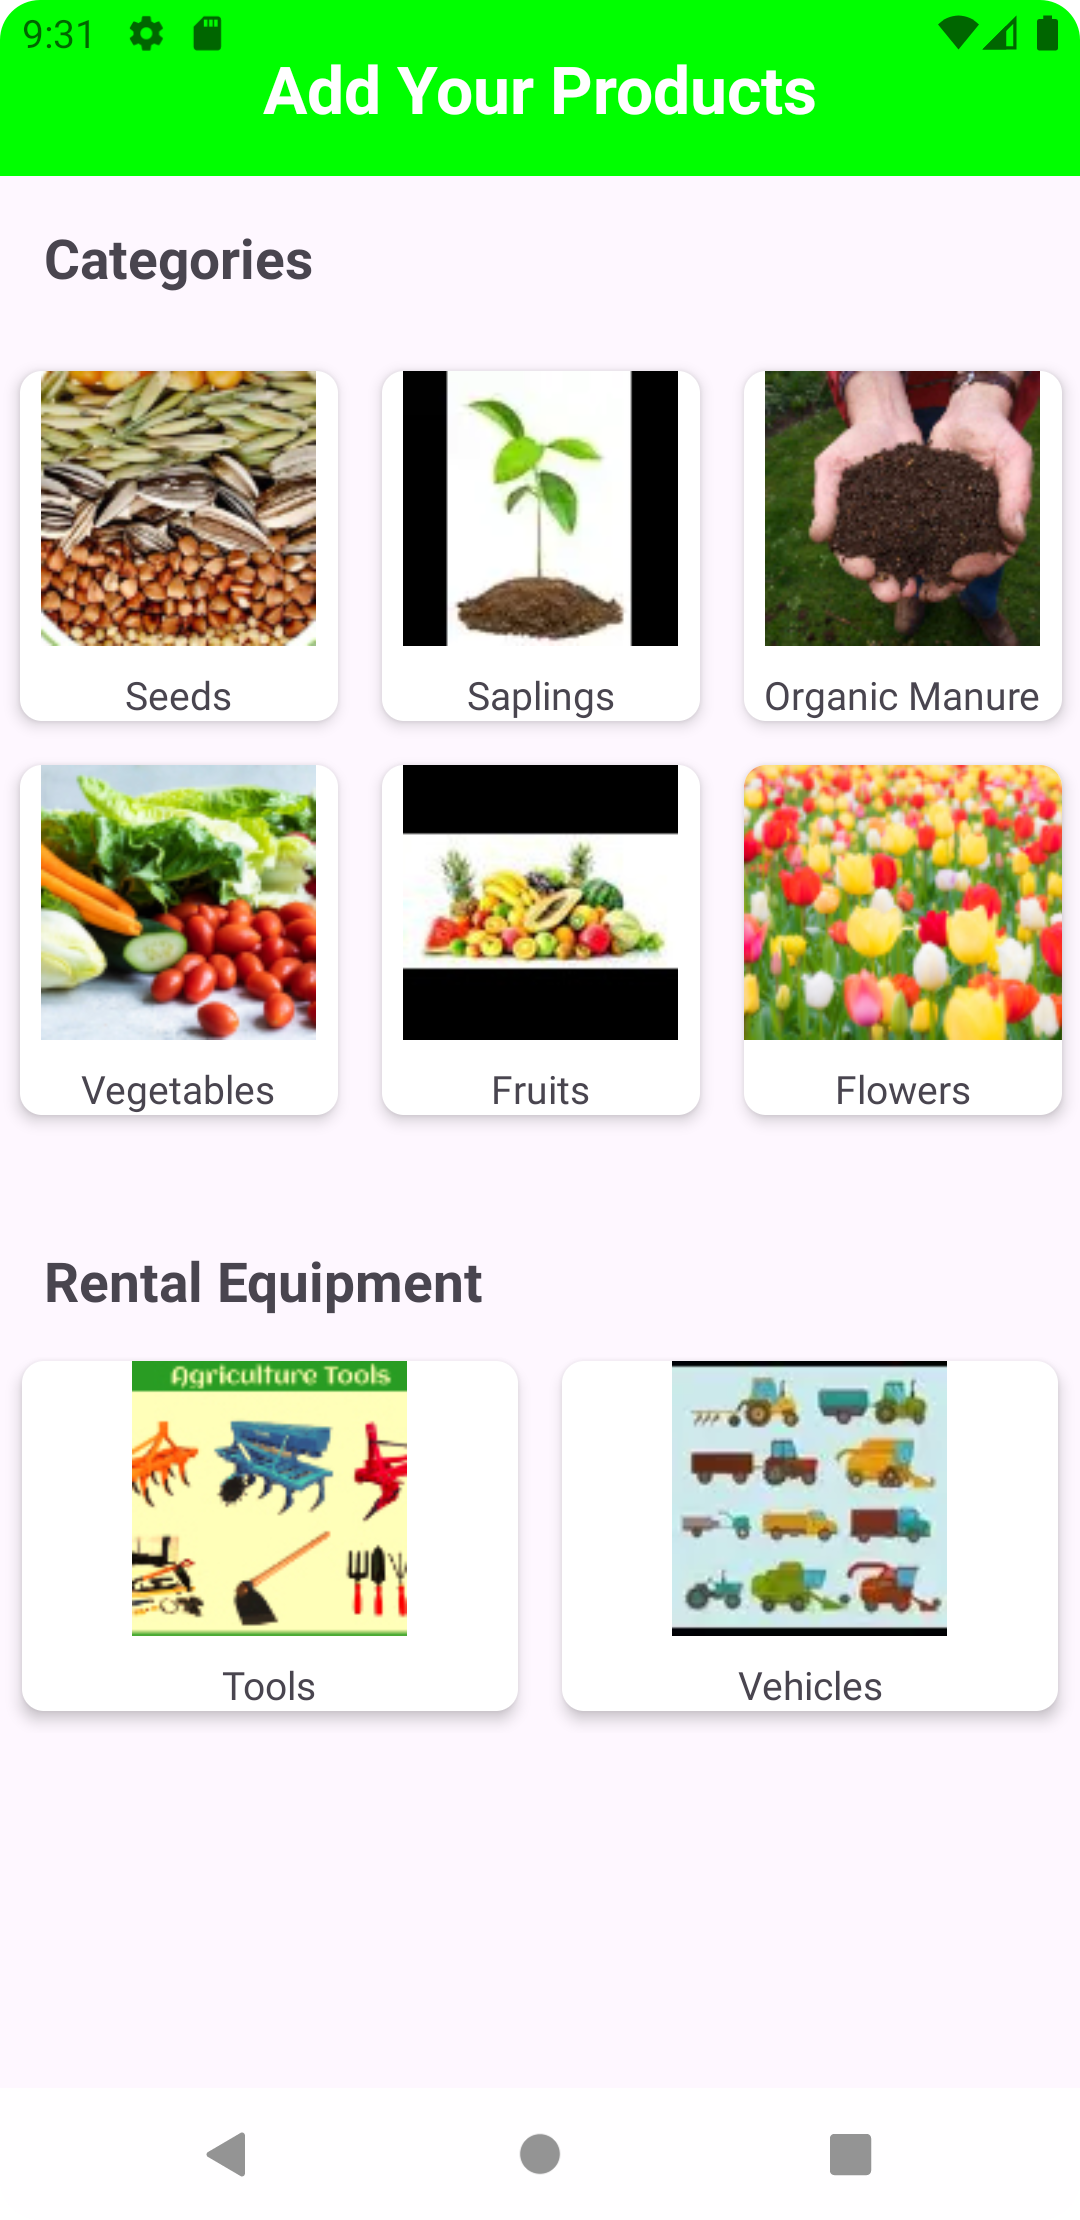 9:31
Add Your Products
Categories
Seeds
Saplings
Organic Manure
Vegetables
Fruits
Flowers
Rental Equipment
Agriculture Tools
Tools
Vehicles